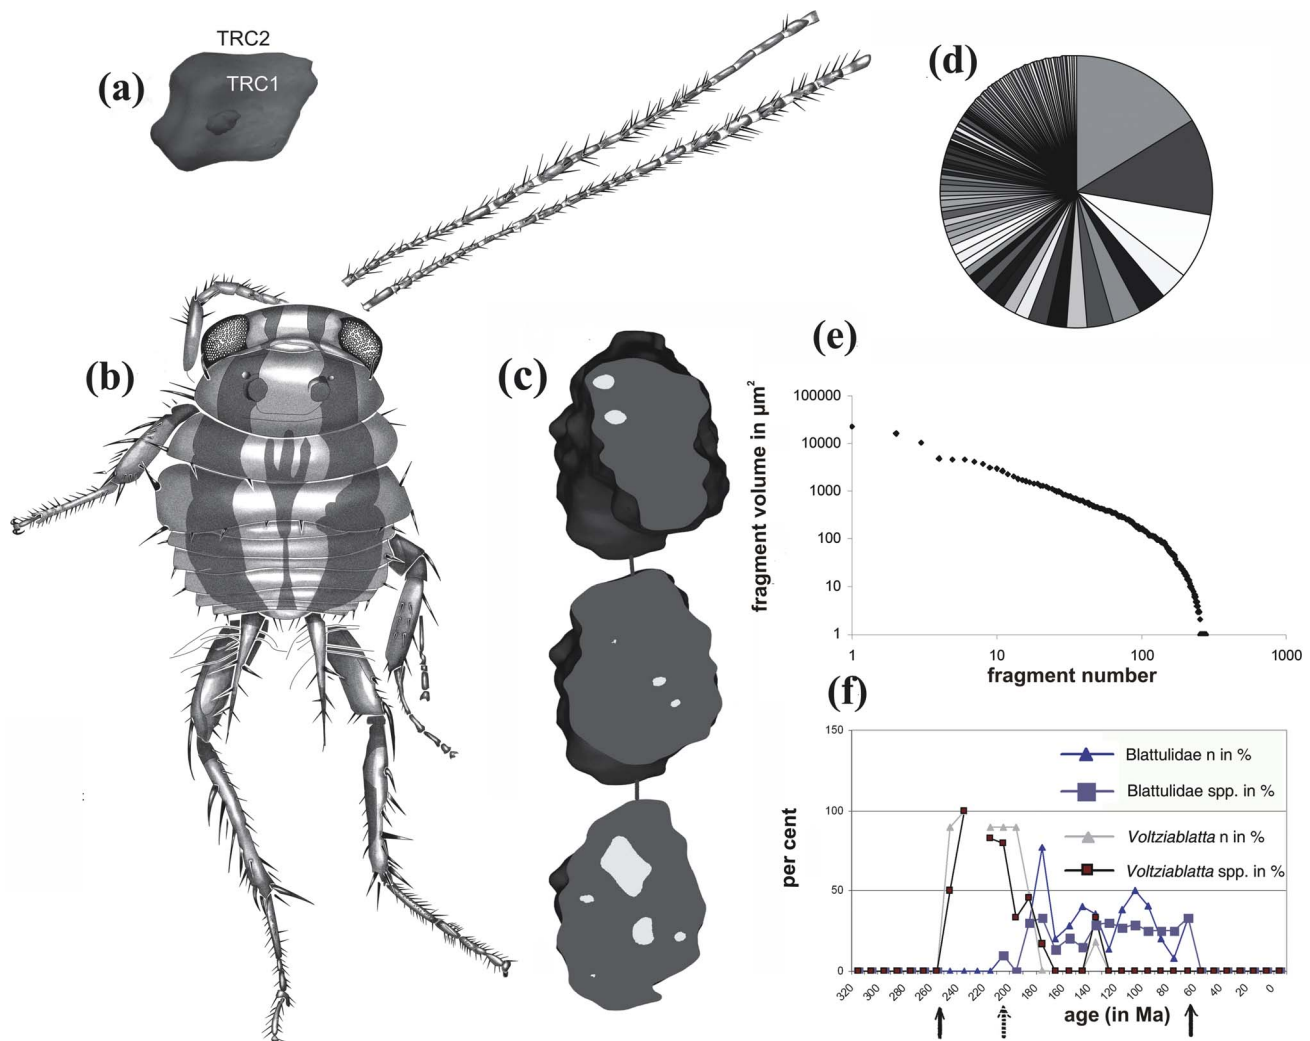 TRC2
TRC1
(a)
(b)
(c)
(d)
(e)
fragment volume in µm²
100000
10000
1000
100
10
1
1
10
100
1000
fragment number
(f)
per cent
150
100
50
0
Blattulidae n in %
Blattulidae spp. in %
Voltziablatta n in %
Voltziablatta spp. in %
320
300
280
260
240
220
200
180
160
140
120
100
80
60
40
20
0
age (in Ma)